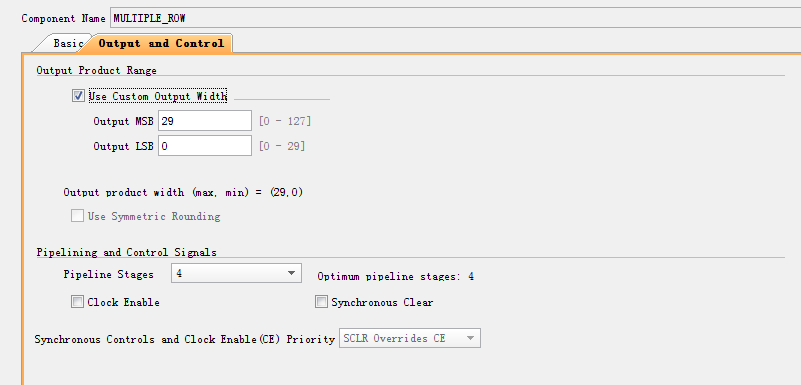 Component Name MULTIPLE_ROW
Basic Output and Control
Output Product Range
Use Custom Output Width
Output MSB 29 [0 - 127]
Output LSB 0 [0 - 29]
Output product width (max, min) = (29,0)
Use Symmetric Rounding
Pipelining and Control Signals
Pipeline Stages 4 Optimum pipeline stages: 4
Clock Enable Synchronous Clear
Synchronous Controls and Clock Enable(CE) Priority SCLR Overrides CE